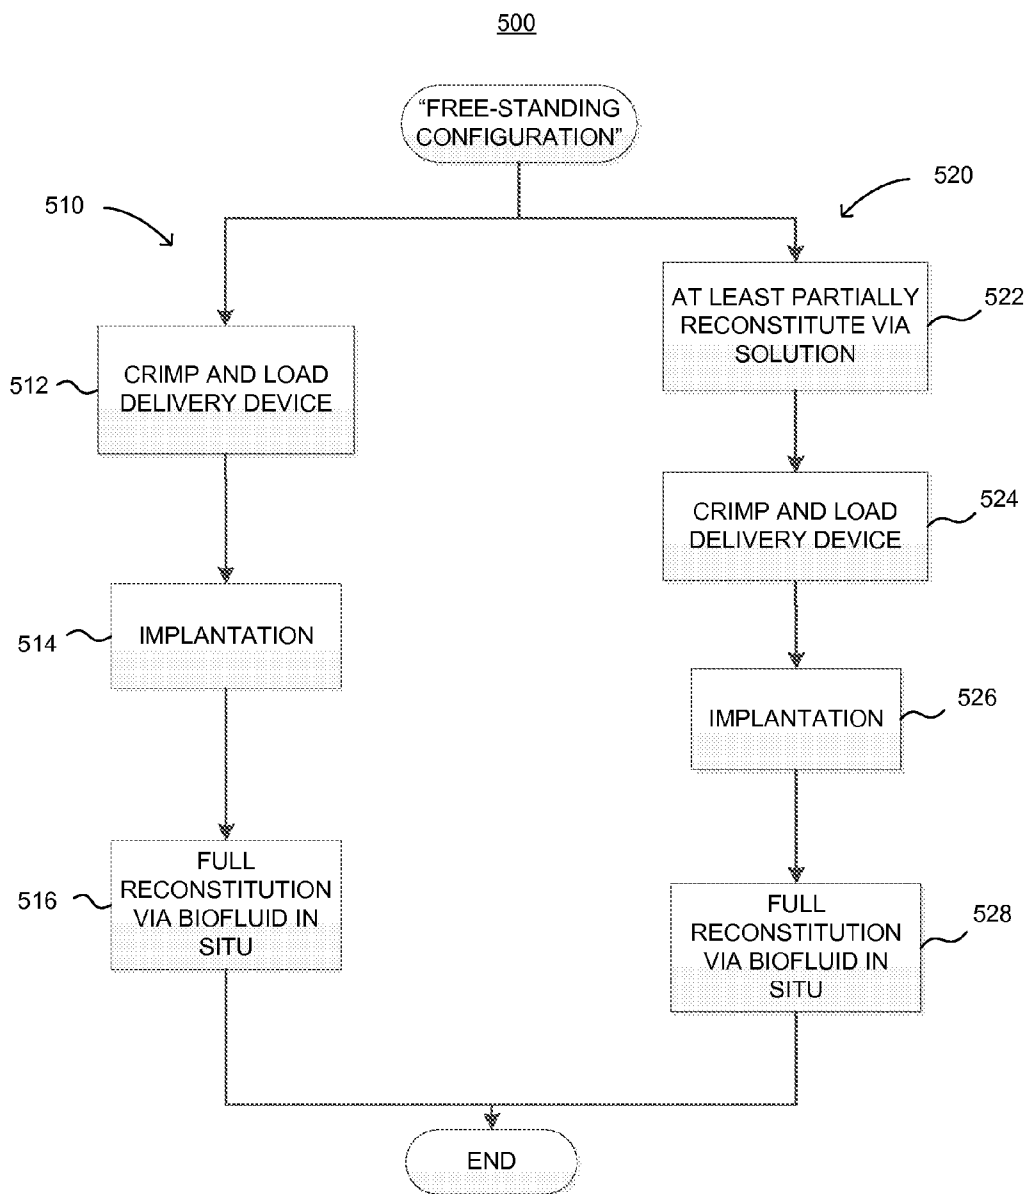 500
“FREE-STANDING
CONFIGURATION”
510
520
AT LEAST PARTIALLY
RECONSTITUTE VIA
SOLUTION
522
512
CRIMP AND LOAD
DELIVERY DEVICE
CRIMP AND LOAD
DELIVERY DEVICE
524
514
IMPLANTATION
IMPLANTATION
526
516
FULL
RECONSTITUTION
VIA BIOFLUID IN
SITU
FULL
RECONSTITUTION
VIA BIOFLUID IN
SITU
528
END